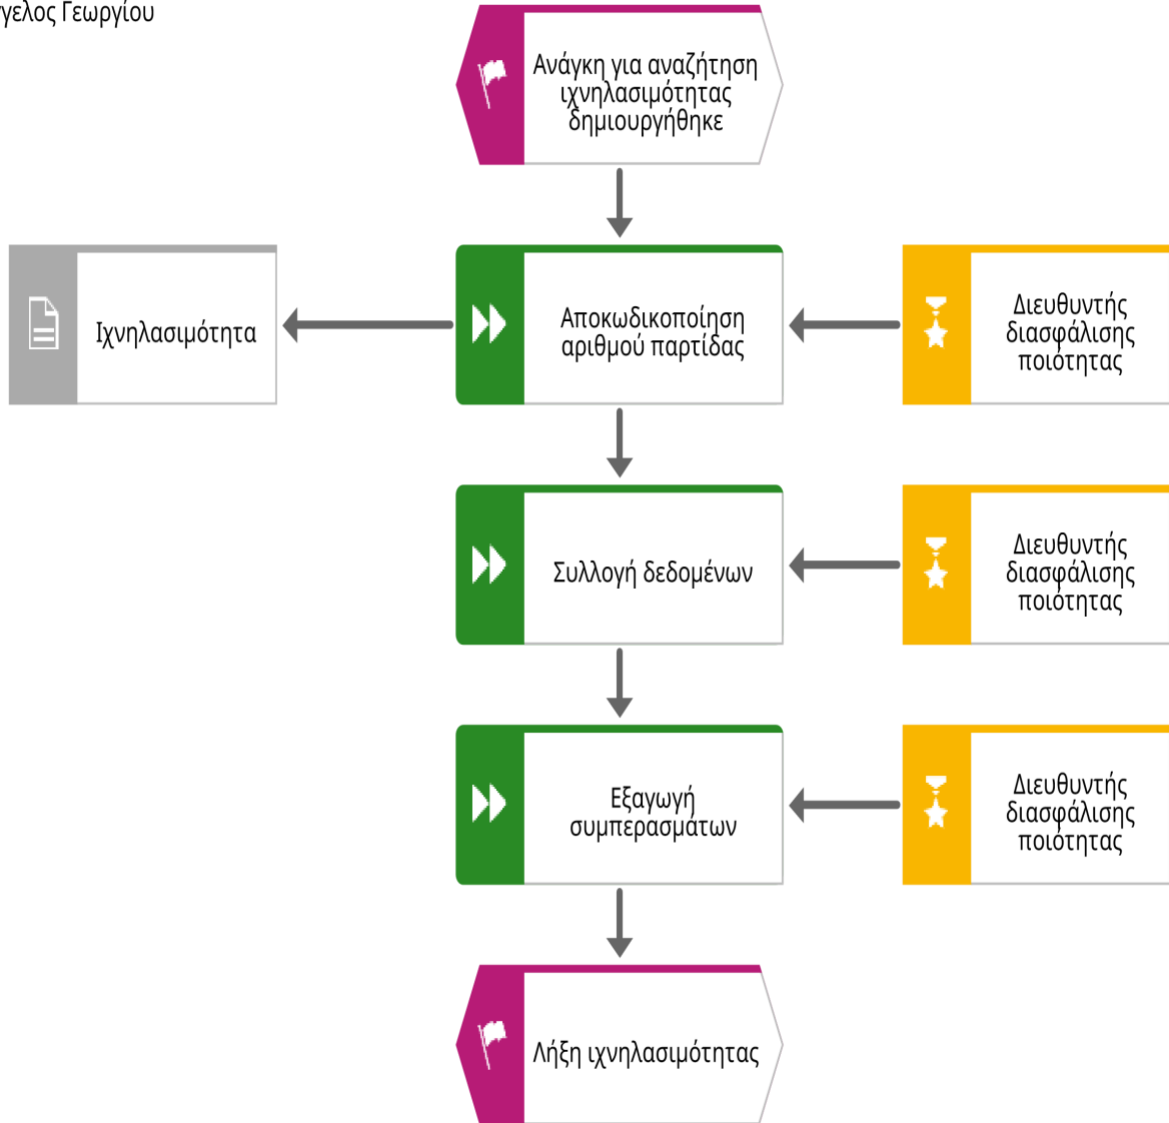 Γεωργίου
Ανάγκη για αναζήτηση
ιχνηλασιμότητας
δημιουργήθηκε
Ιχνηλασιμότητα
Αποκωδικοποίηση
αριθμού παρτίδας
Διευθυντής
διασφάλισης
ποιότητας
Συλλογή δεδομένων
Διευθυντής
διασφάλισης
ποιότητας
Εξαγωγή
συμπερασμάτων
Διευθυντής
διασφάλισης
ποιότητας
Λήξη ιχνηλασιμότητας